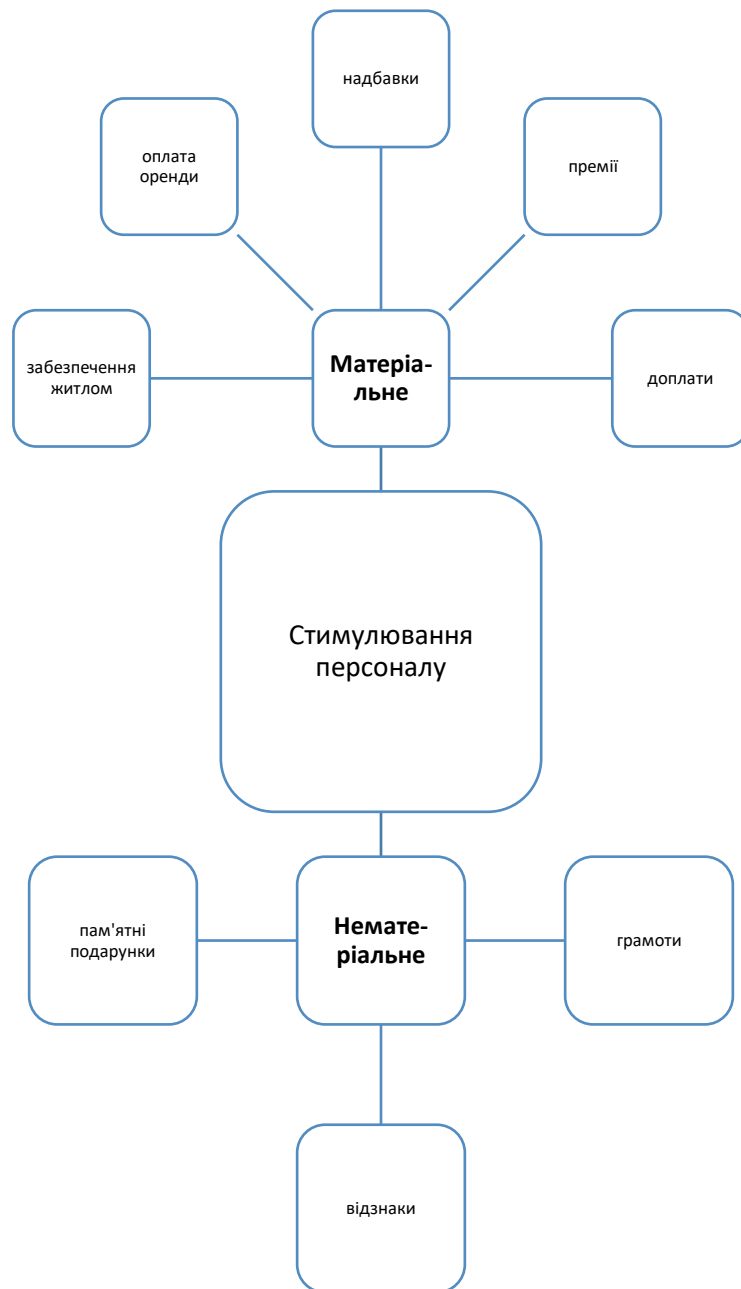 надбавки
оплата
оренди
премії
забезпечення
житлом
Матеріа-
льне
доплати
Стимулювання
персоналу
пам'ятні
подарунки
Немате-
ріальне
грамоти
відзнаки